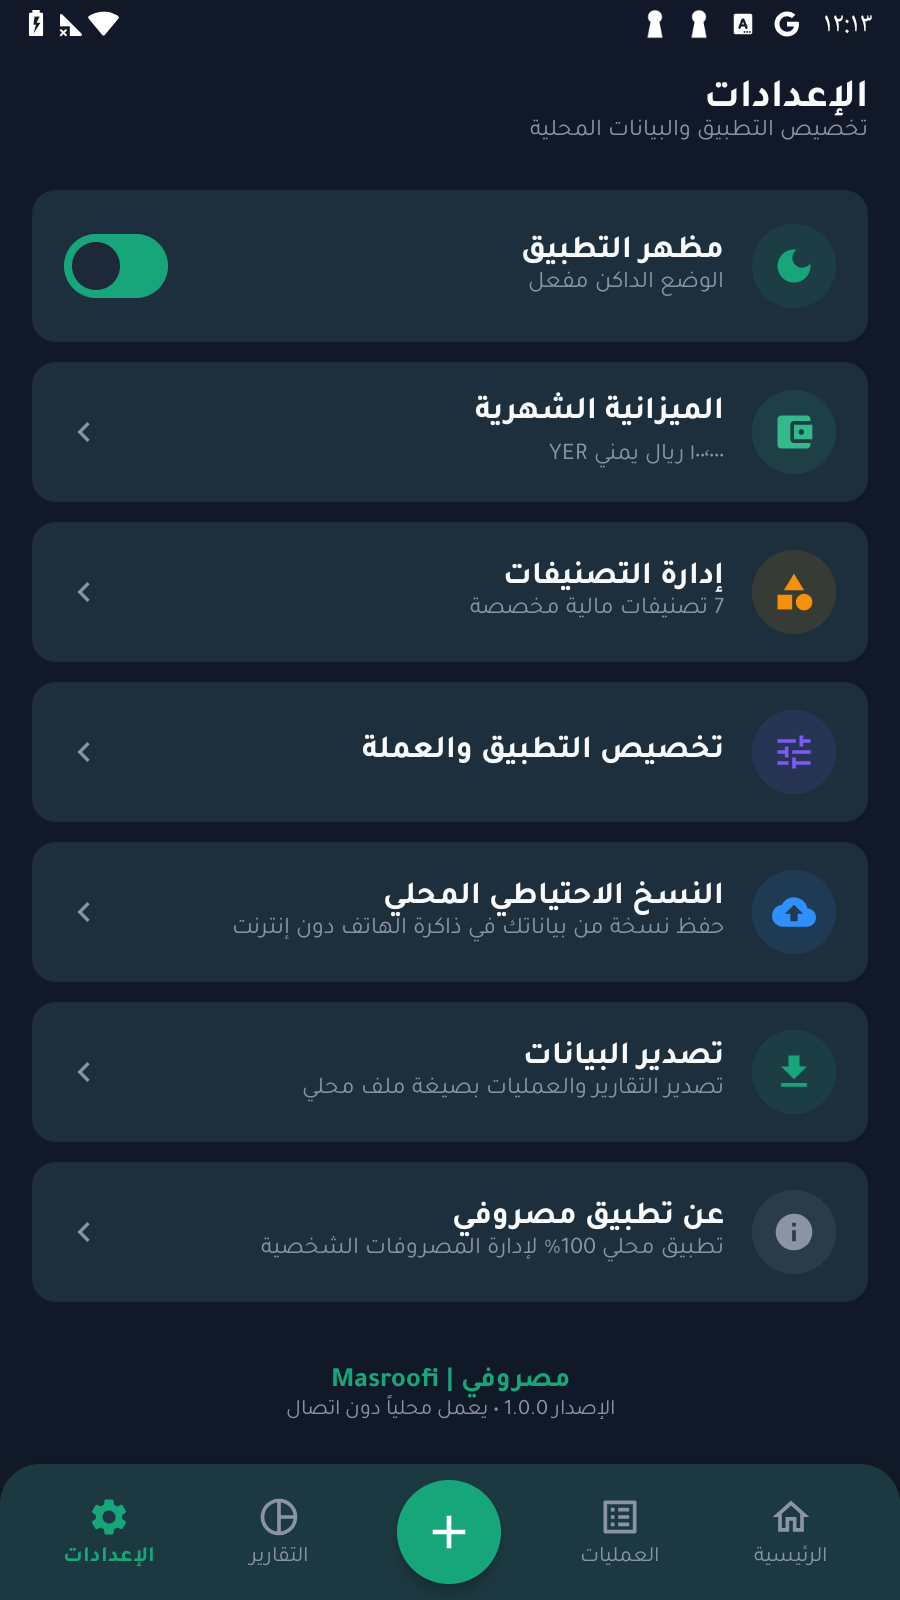 ١٢:١٣
الإعدادات
تخصيص التطبيق والبيانات المحلية
مظهر التطبيق
الوضع الداكن مفعل
الميزانية الشهرية
١٠٠٬٠٠٠ ريال يمني YER
إدارة التصنيفات
7 تصنيفات مالية مخصصة
تخصيص التطبيق والعملة
النسخ الاحتياطي المحلي
حفظ نسخة من بياناتك في ذاكرة الهاتف دون إنترنت
تصدير البيانات
تصدير التقارير والعمليات بصيغة ملف محلي
عن تطبيق مصروفي
تطبيق محلي 100% لإدارة المصروفات الشخصية
مصروفي | Masroofi
الإصدار 1.0.0 • يعمل محلياً دون اتصال
الرئيسية
العمليات
التقارير
الإعدادات